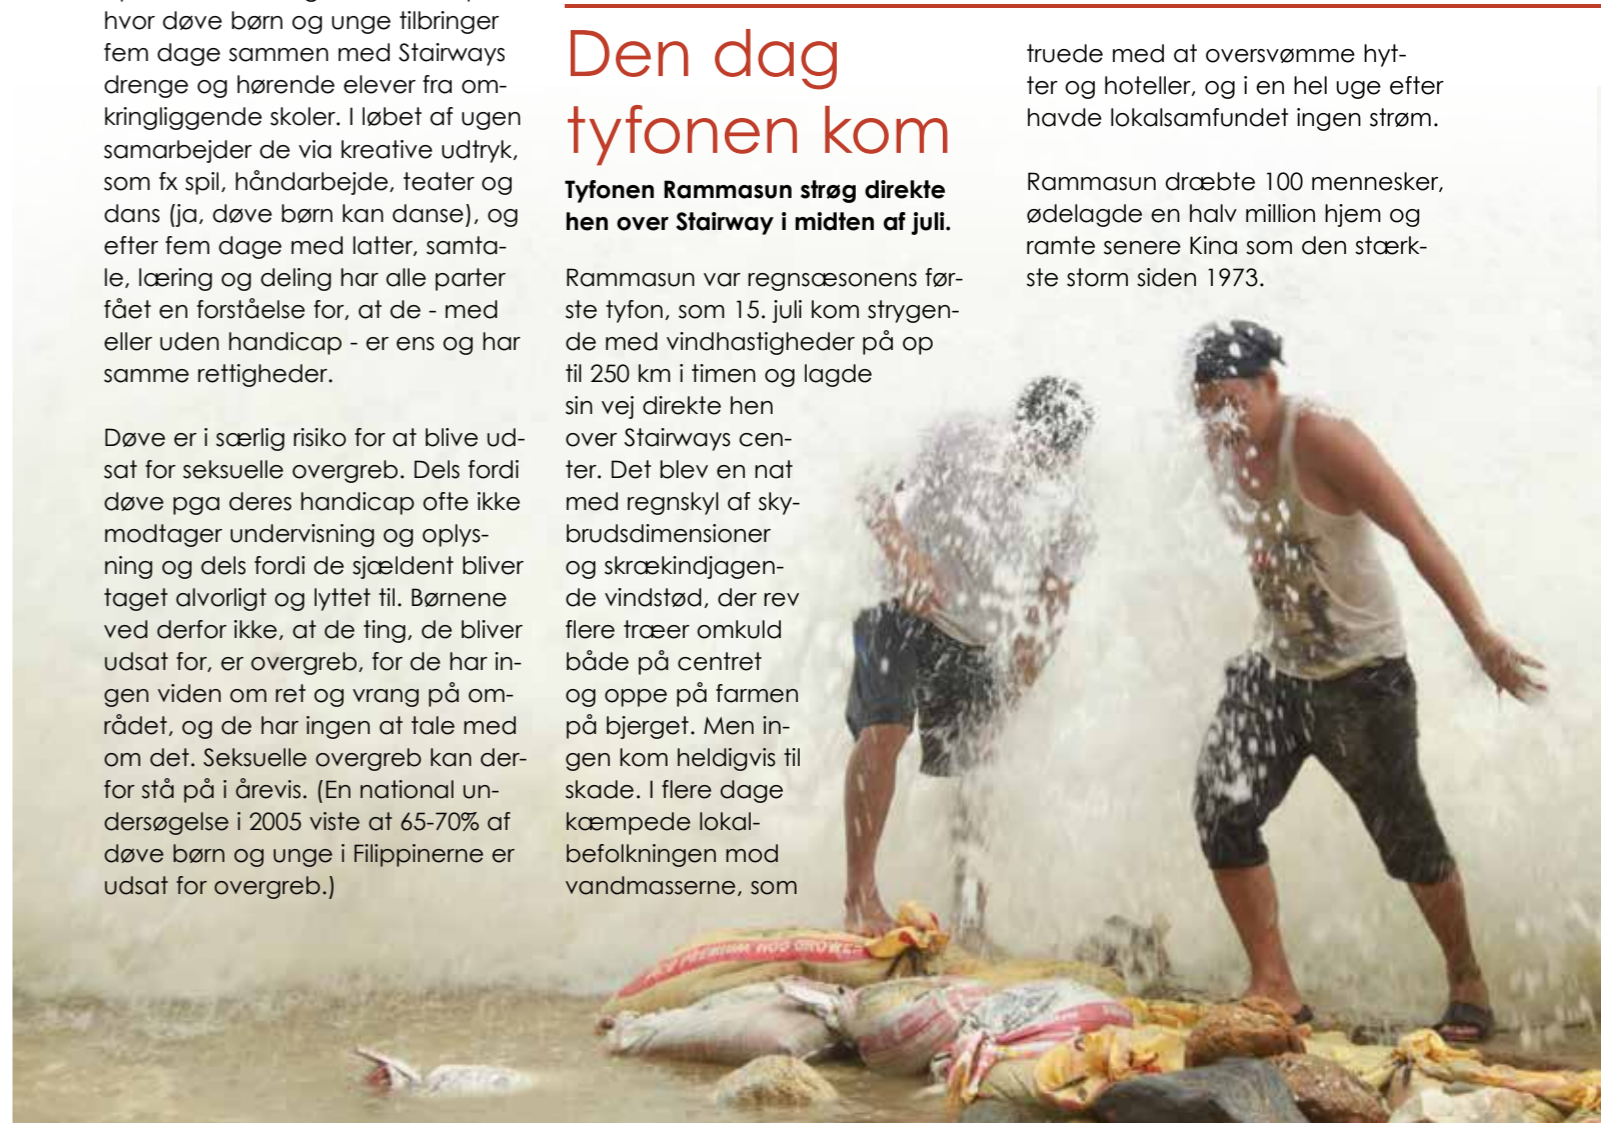 hvor døve børn og unge tilbringer
fem dage sammen med Stairways
drenge og hørende elever fra om-
kringliggende skoler. I løbet af ugen
samarbejder de via kreative udtryk,
som fx spil, håndarbejde, teater og
dans (ja, døve børn kan danse), og
efter fem dage med latter, samta-
le, læring og deling har alle parter
fået en forståelse for, at de - med
eller uden handicap - er ens og har
samme rettigheder.
Døve er i særlig risiko for at blive ud-
sat for seksuelle overgreb. Dels fordi
døve pga deres handicap ofte ikke
modtager undervisning og oplys-
ning og dels fordi de sjældent bliver
taget alvorligt og lyttet til. Børnene
ved derfor ikke, at de ting, de bliver
udsat for, er overgreb, for de har in-
gen viden om ret og vrang på om-
rådet, og de har ingen at tale med
om det. Seksuelle overgreb kan der-
for stå på i årevis. (En national un-
dersøgelse i 2005 viste at 65-70% af
døve børn og unge i Filippinerne er
udsat for overgreb.)
Den dag
tyfonen kom
Tyfonen Rammasun strøg direkte
hen over Stairway i midten af juli.
Rammasun var regnsæsonens før-
ste tyfon, som 15. juli kom strygen-
de med vindhastigheder på op
til 250 km i timen og lagde
sin vej direkte hen
over Stairways cen-
ter. Det blev en nat
med regnskyl af sky-
brudsdimensioner
og skrækindjagen-
de vindstød, der rev
flere træer omkuld
både på centret
og oppe på farmen
på bjerget. Men in-
gen kom heldigvis til
skade. I flere dage
kæmpede lokal-
befolkningen mod
vandmasserne, som
truede med at oversvømme hyt-
ter og hoteller, og i en hel uge efter
havde lokalsamfundet ingen strøm.
Rammasun dræbte 100 mennesker,
ødelagde en halv million hjem og
ramte senere Kina som den stærk-
ste storm siden 1973.
PREMIUM HOG GROWER